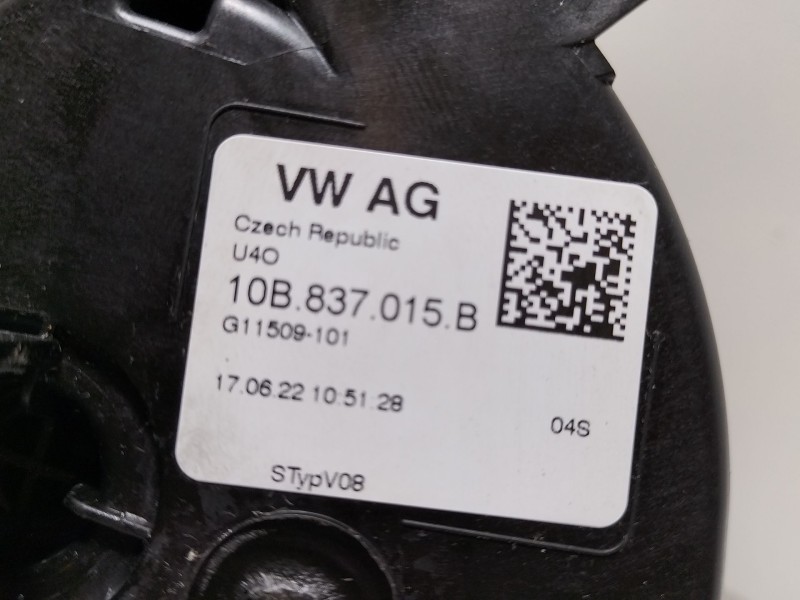 VW AG
Czech Republic
U4O
10B.837.015.B
G11509-101
17.06.22 10:51:28
04S
STypV08